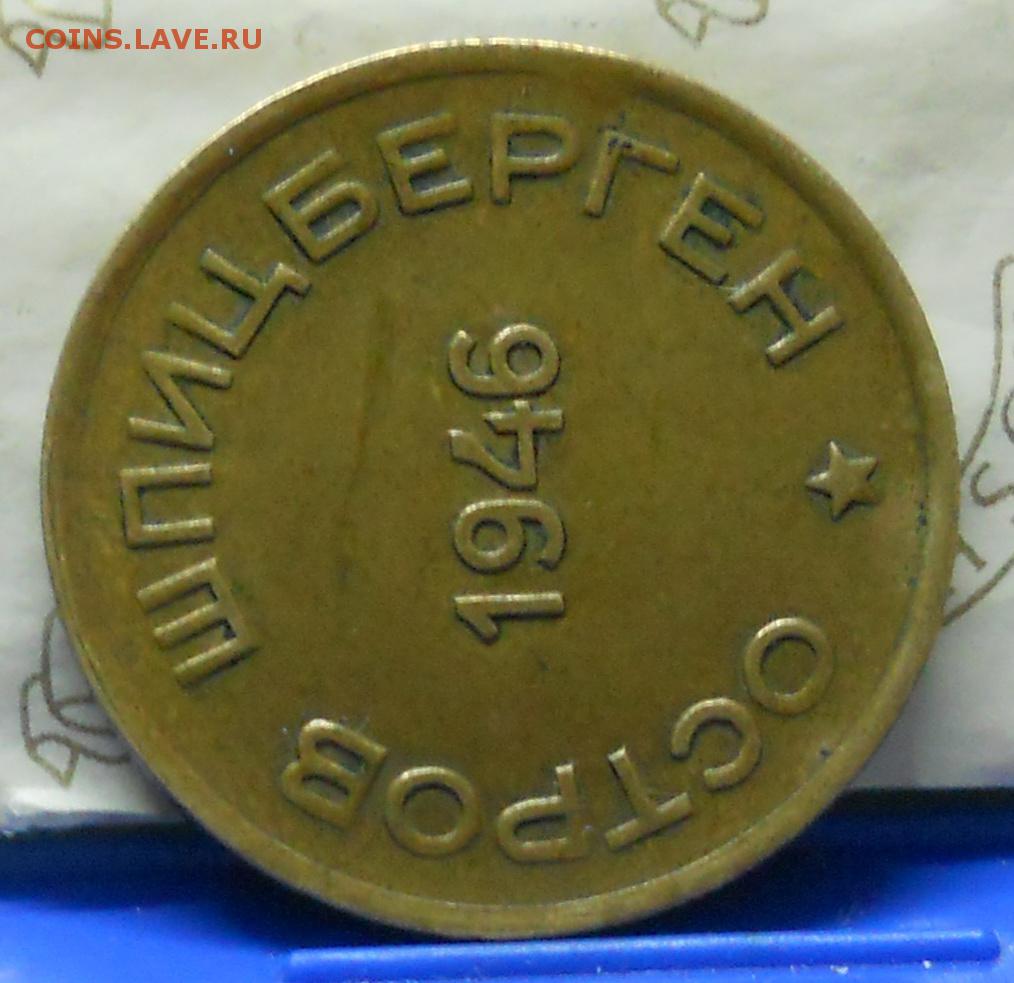 COINS.LAVE.RU
ОСТРОВ ШПИЦБЕРГЕН
1946